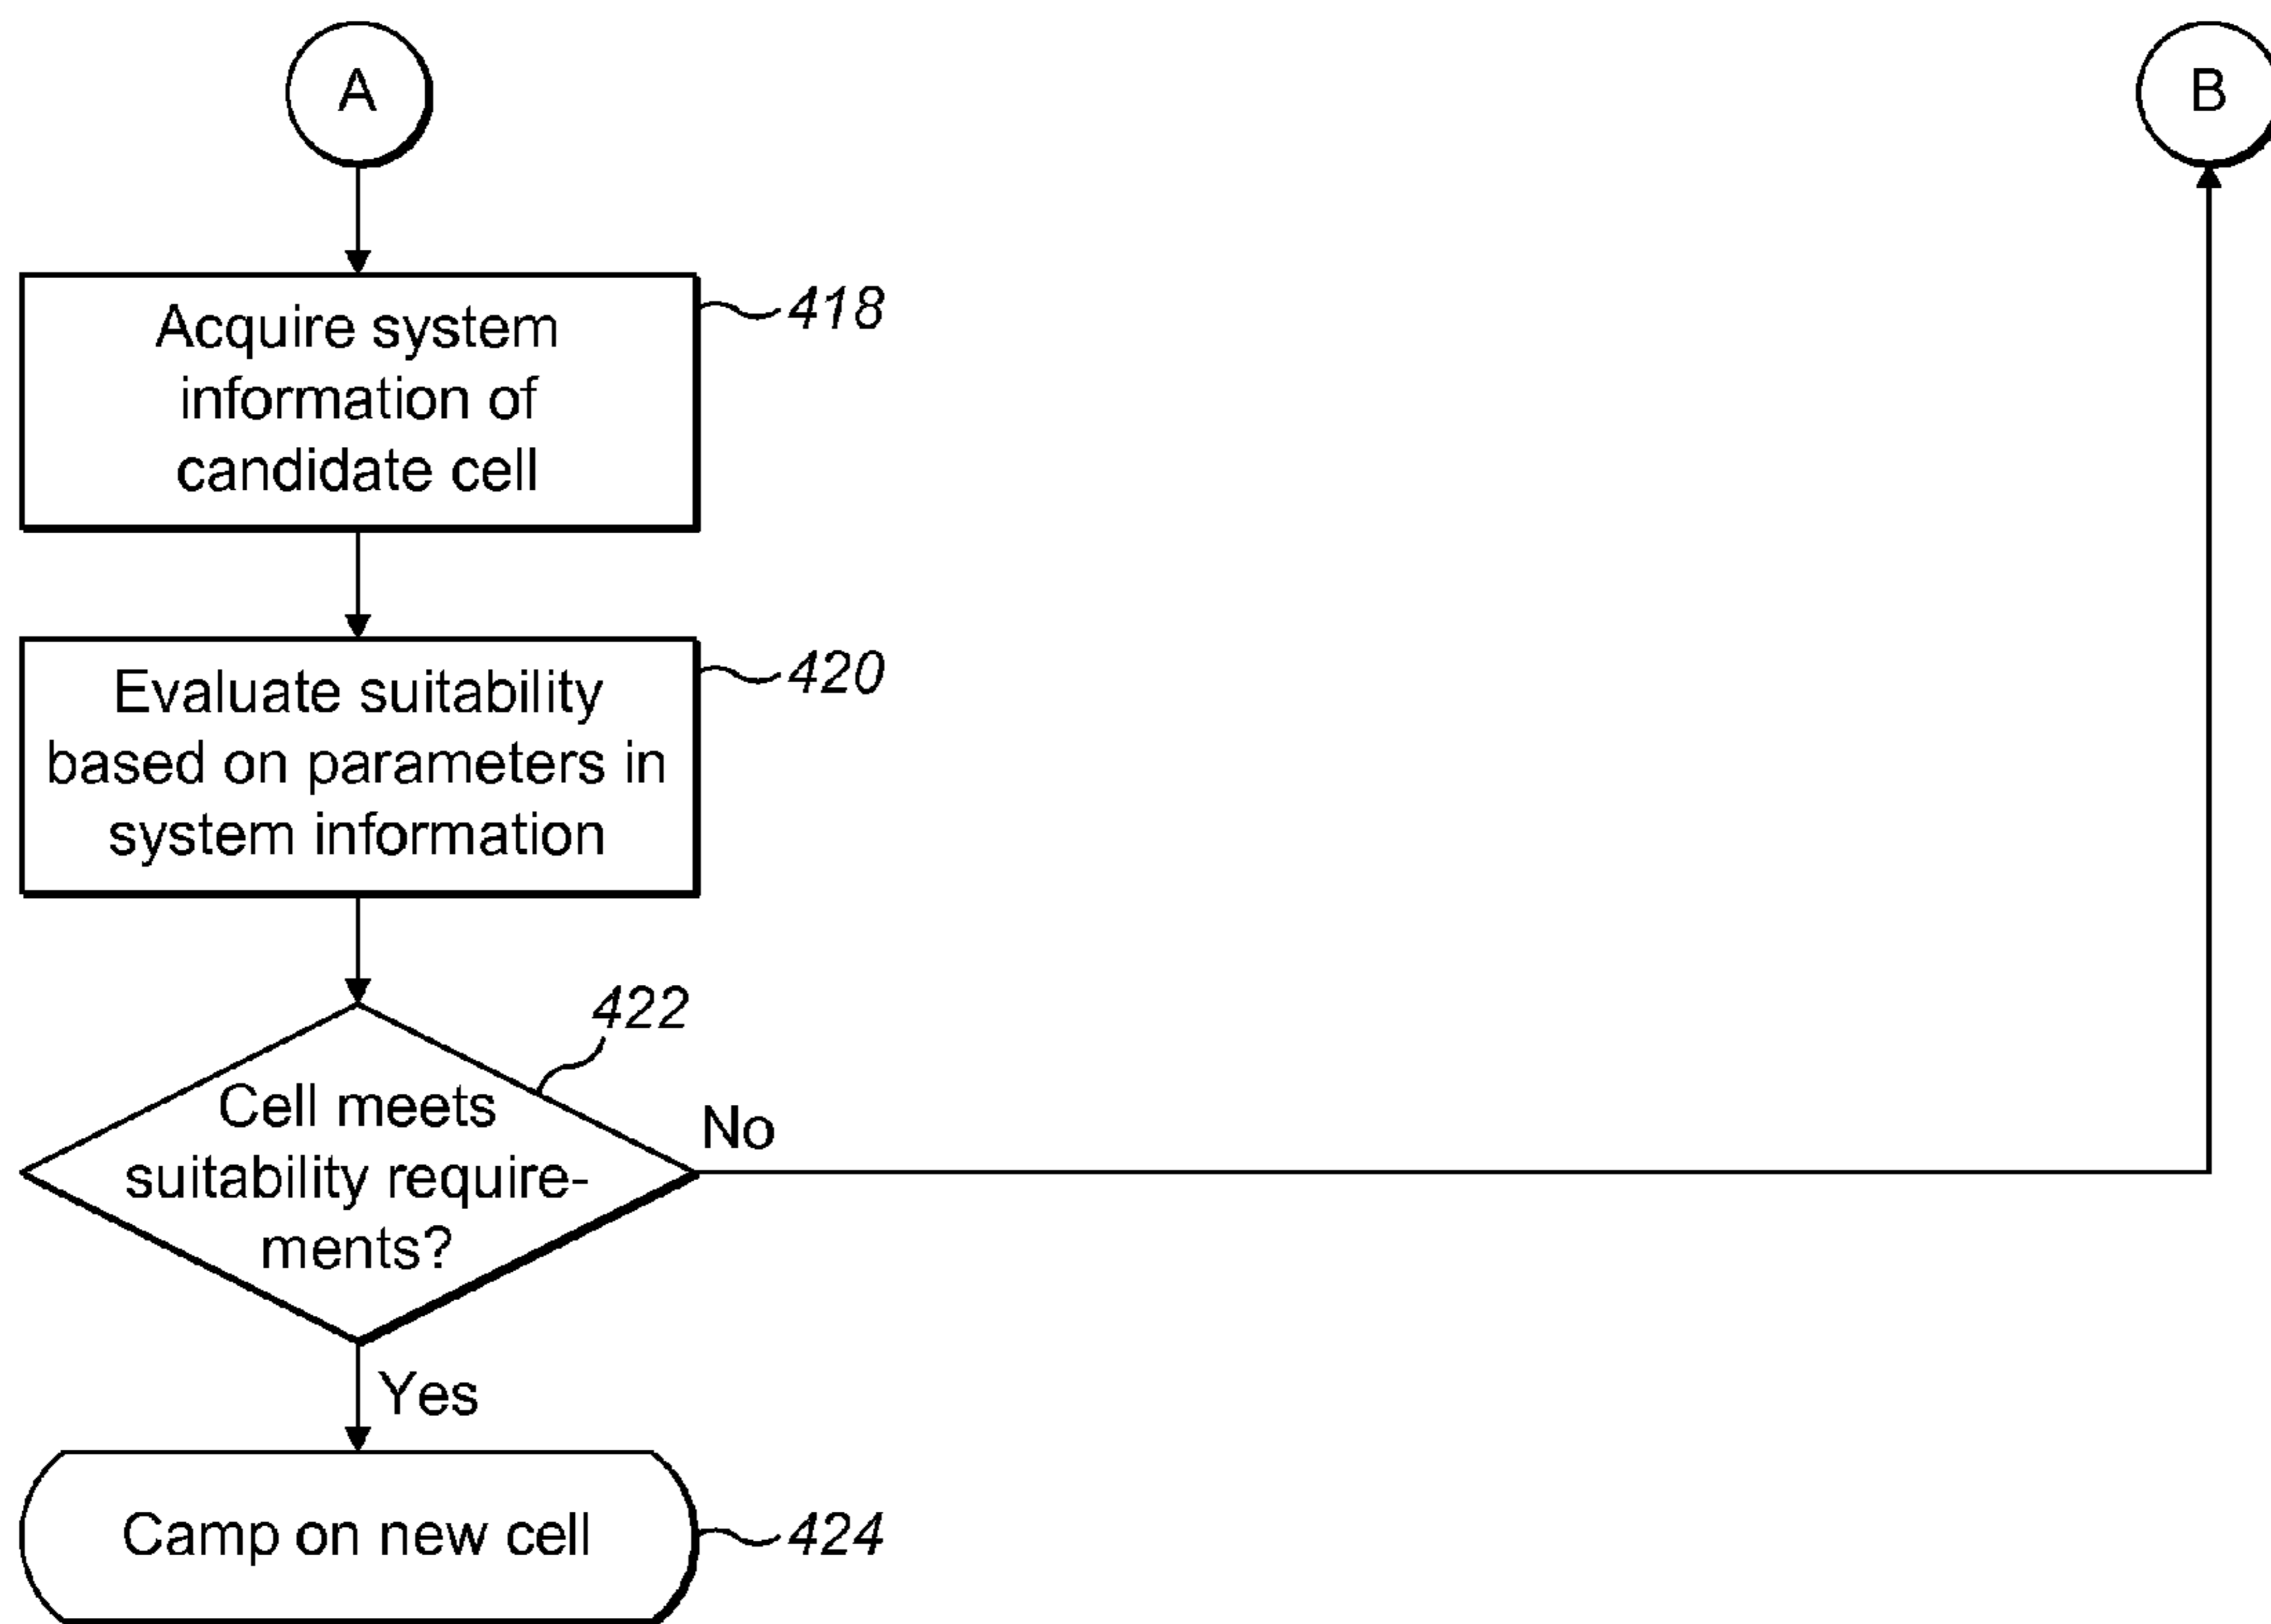 A
B
Acquire system
information of
candidate cell
418
Evaluate suitability
based on parameters in
system information
420
422
Cell meets
suitability require-
ments?
No
Yes
Camp on new cell
424